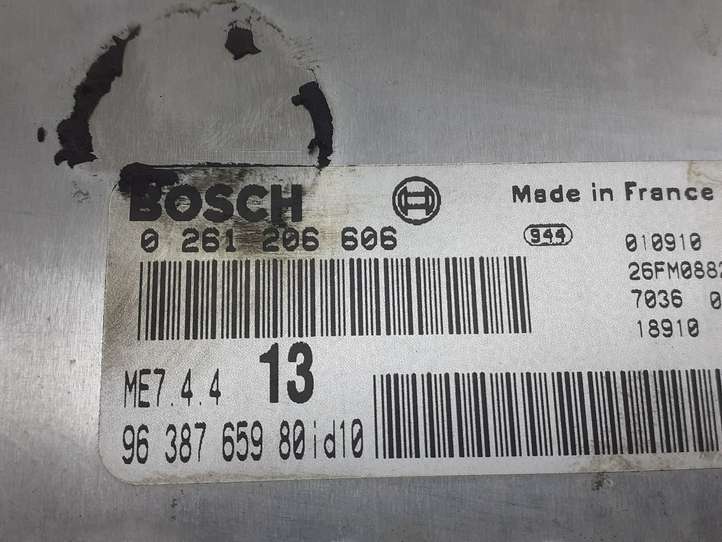 BOSCH
Made in France
0 261 206 606
944
010910
26FM0882
7036 0
18910
ME7.4.4
13
96 387 659 80id10